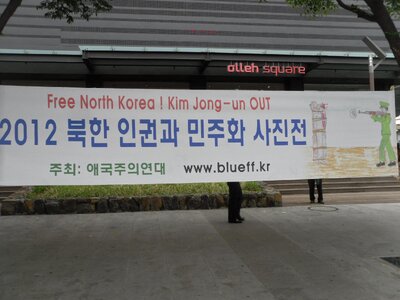 olleh square
Free North Korea ! Kim Jong-un OUT
2012 북한 인권과 민주화 사진전
주최: 애국주의연대 www.blueff.kr